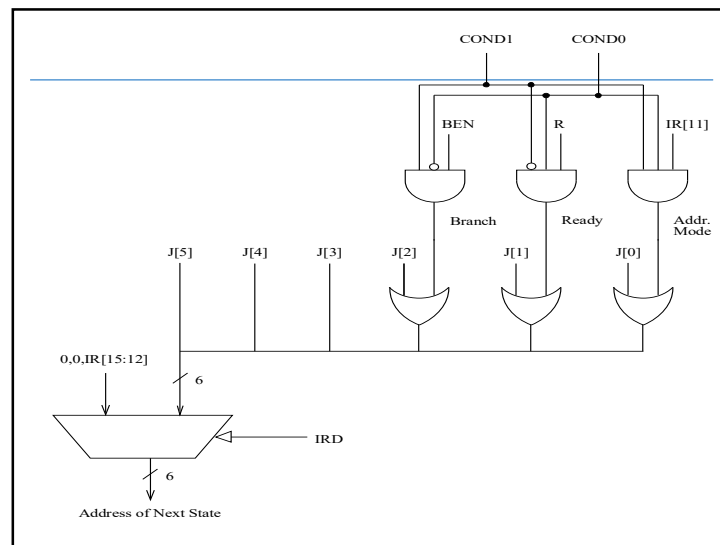 COND1 COND0
BEN R IR[11]
Branch Ready Addr.
Mode
J[5] J[4] J[3] J[2] J[1] J[0]
0,0,IR[15:12]
6
IRD
6
Address of Next State